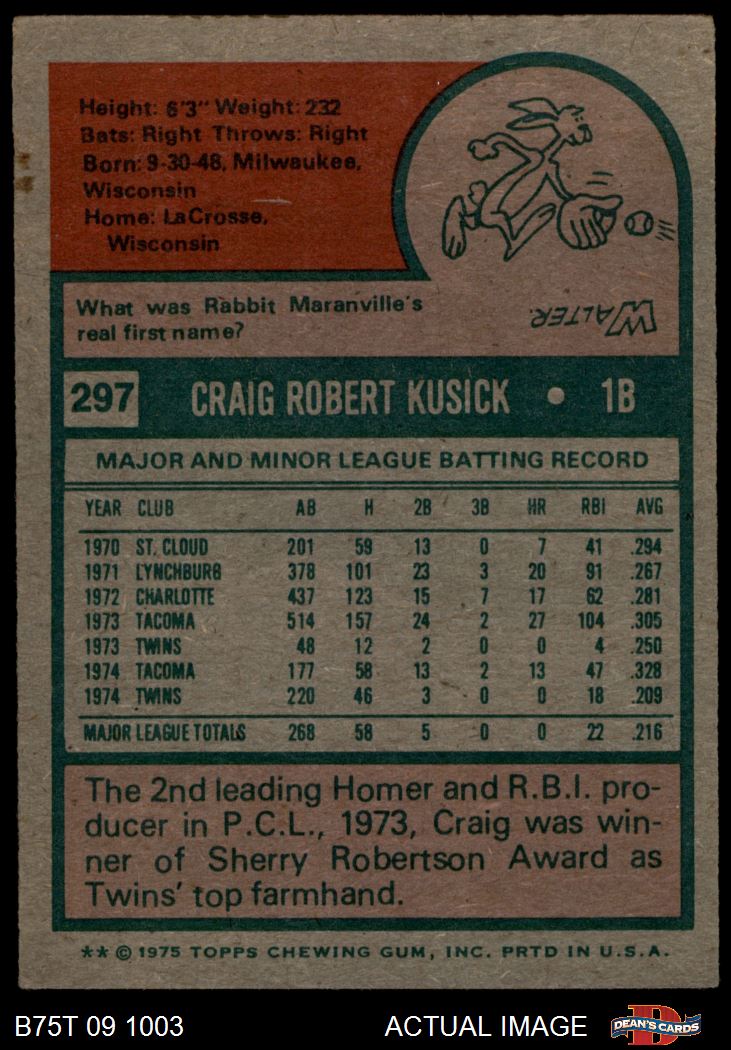 Height: 6'3" Weight: 232
Bats: Right Throws: Right
Born: 9-30-48, Milwaukee,
Wisconsin
Home: LaCrosse,
Wisconsin
What was Rabbit Maranville's
real first name?
WALTER.
297 CRAIG ROBERT KUSICK • 1B
MAJOR AND MINOR LEAGUE BATTING RECORD
YEAR CLUB AB H 2B 3B HR RBI AVG
1970 ST. CLOUD 201 59 13 0 7 41 .294
1971 LYNCHBURG 378 101 23 3 20 91 .267
1972 CHARLOTTE 437 123 15 7 17 62 .281
1973 TACOMA 514 157 24 2 27 104 .305
1973 TWINS 48 12 2 0 0 4 .250
1974 TACOMA 177 58 13 2 13 47 .328
1974 TWINS 220 46 3 0 0 18 .209
MAJOR LEAGUE TOTALS 268 58 5 0 0 22 .216
The 2nd leading Homer and R.B.I. pro-
ducer in P.C.L., 1973, Craig was win-
ner of Sherry Robertson Award as
Twins' top farmhand.
** © 1975 TOPPS CHEWING GUM, INC. PRTD IN U.S.A.
B75T 09 1003 ACTUAL IMAGE DEAN'S CARDS